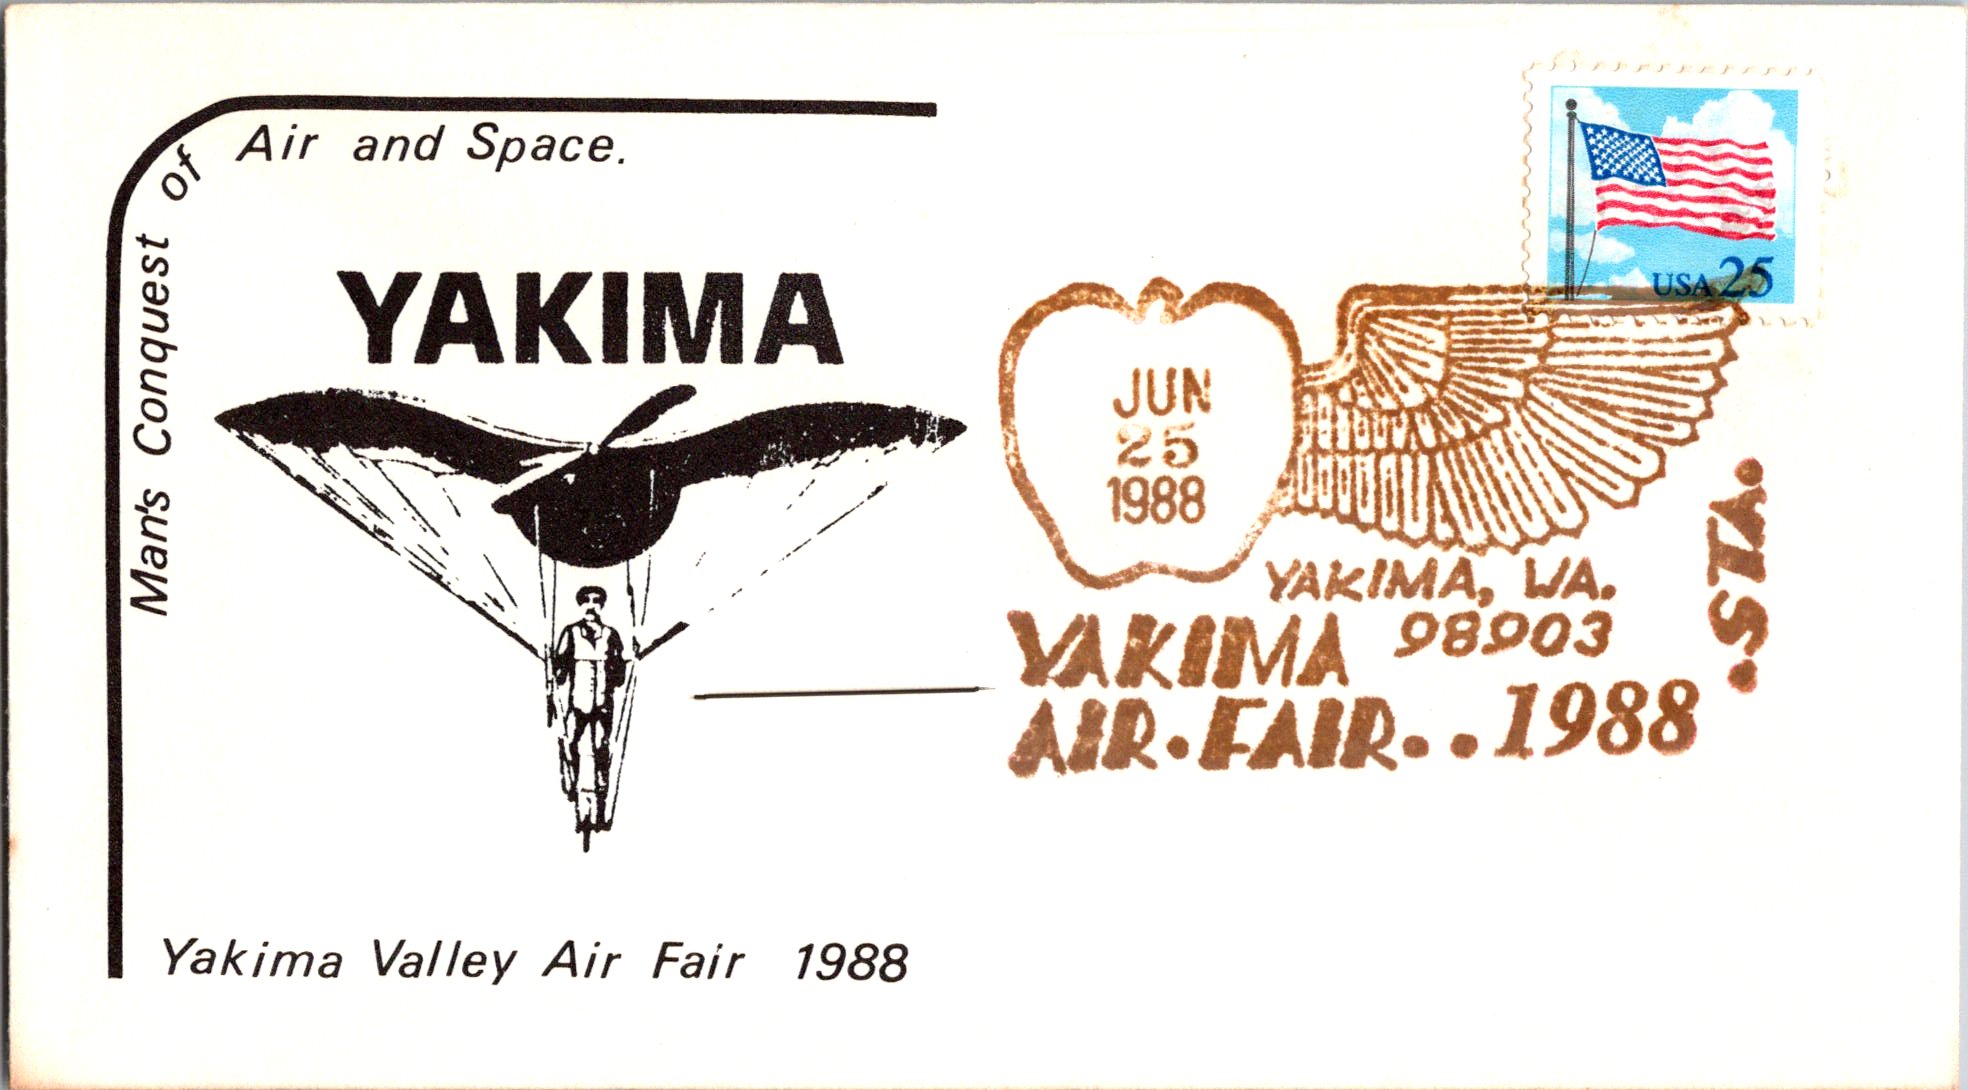 Man's Conquest of Air and Space.
YAKIMA
Yakima Valley Air Fair 1988
USA 25
JUN
25
1988
YAKIMA, WA.
98903
YAKIMA
AIR·FAIR..1988
·STA·